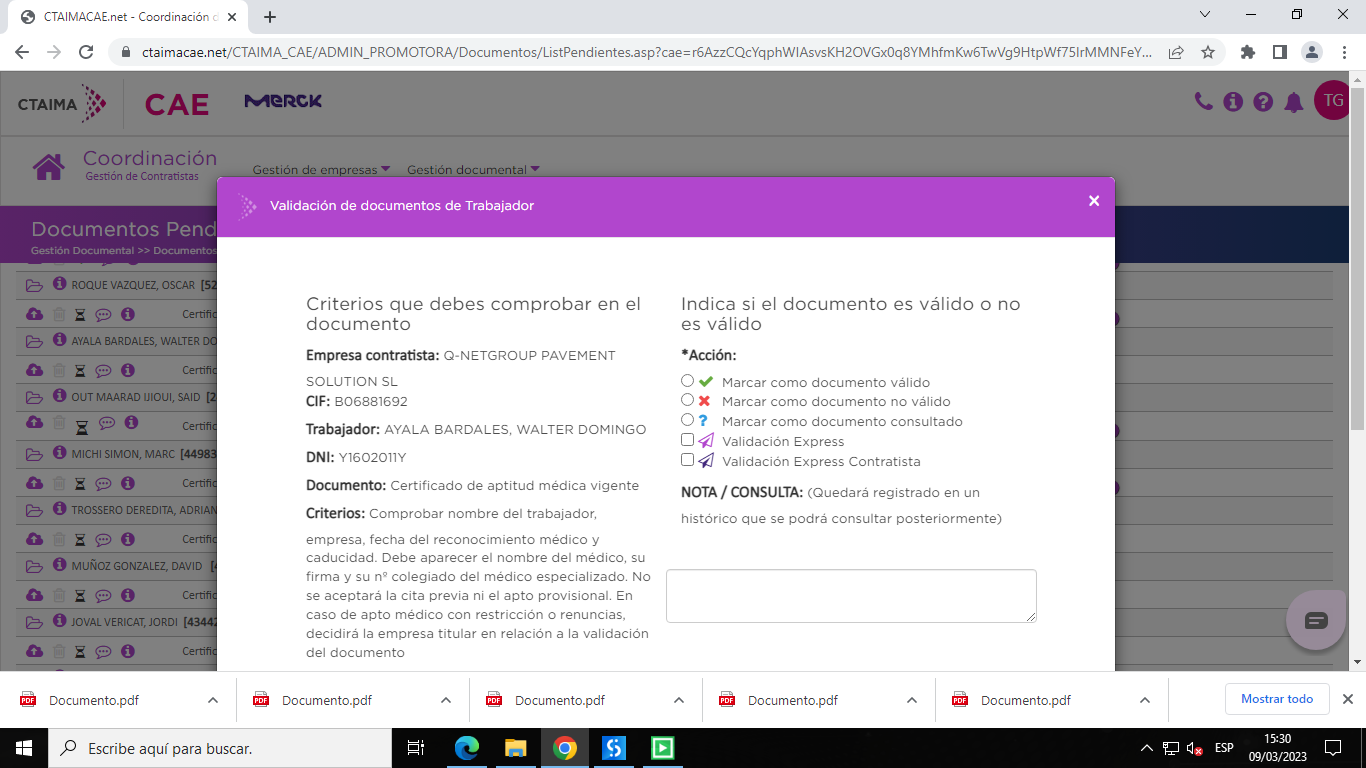 CTAIMACAE.net - Coordinación d
ctaimacae.net/CTAIMA_CAE/ADMIN_PROMOTORA/Documentos/ListPendientes.asp?cae=r6AzzCQcYqphWIAsvsKH2OVGx0q8YMhfmKw6TwVg9HtpWf75IrMMNFeY...
CTAIMA CAE MERCK
TG
Coordinación
Gestión de Contratistas
Gestión de empresas Gestión documental
Documentos Pend
Gestión Documental >> Documentos
ROQUE VAZQUEZ, OSCAR [52
Certific
AYALA BARDALES, WALTER DO
Certific
OUT MAARAD IJIOUI, SAID [2
Certific
MICHI SIMON, MARC [44983
Certific
TROSSERO DEREDITA, ADRIAN
Certific
MUÑOZ GONZALEZ, DAVID [4
Certific
JOVAL VERICAT, JORDI [43442
Certific
Validación de documentos de Trabajador
×
Criterios que debes comprobar en el
documento
Empresa contratista: Q-NETGROUP PAVEMENT
SOLUTION SL
CIF: B06881692
Trabajador: AYALA BARDALES, WALTER DOMINGO
DNI: Y1602011Y
Documento: Certificado de aptitud médica vigente
Criterios: Comprobar nombre del trabajador,
empresa, fecha del reconocimiento médico y
caducidad. Debe aparecer el nombre del médico, su
firma y su nº colegiado del médico especializado. No
se aceptará la cita previa ni el apto provisional. En
caso de apto médico con restricción o renuncias,
decidirá la empresa titular en relación a la validación
del documento
Indica si el documento es válido o no
es válido
*Acción:
Marcar como documento válido
Marcar como documento no válido
Marcar como documento consultado
Validación Express
Validación Express Contratista
NOTA / CONSULTA: (Quedará registrado en un
histórico que se podrá consultar posteriormente)
Documento.pdf
Documento.pdf
Documento.pdf
Documento.pdf
Documento.pdf
Mostrar todo
Escribe aquí para buscar.
ESP
15:30
09/03/2023